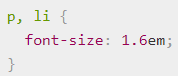 p, li {
  font-size: 1.6em;
}